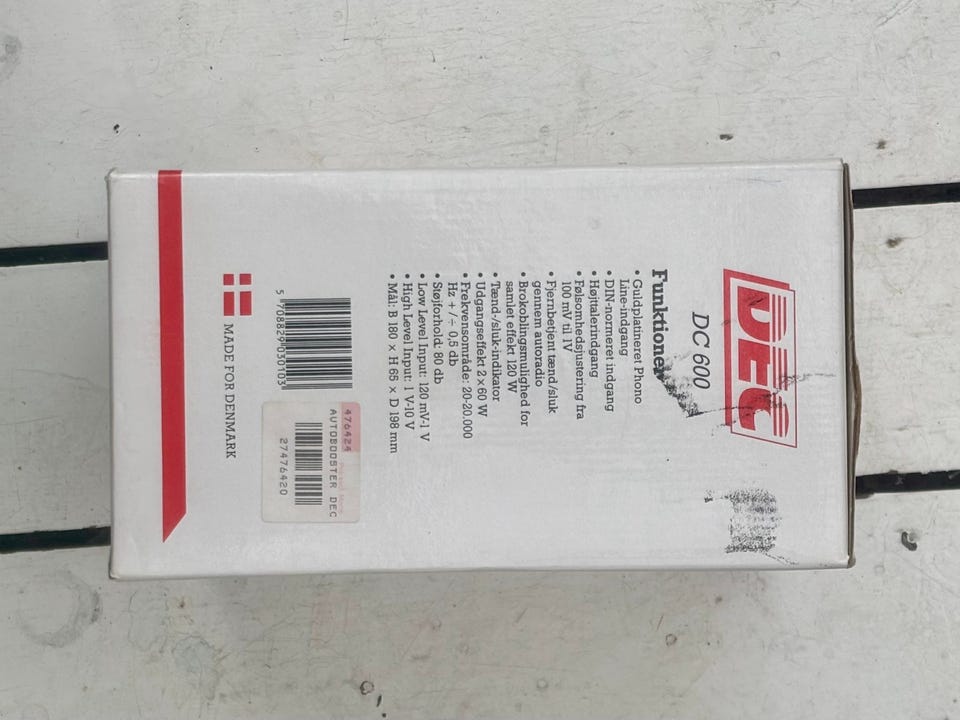 DEC
DC 600
Funktioner
• Guldplatineret Phono
Line-indgang
• DIN-normeret indgang
• Højttalerindgang
• Følsomhedsjustering fra
100 mV til 1V
• Fjernbetjent tænd/sluk
gennem autoradio
• Brokoblingsmulighed for
samlet effekt 120 W
• Tænd-/sluk-indikator
• Udgangseffekt 2 x 60 W
• Frekvensområde: 20-20.000
Hz + / ÷ 0,5 db
• Støjforhold: 80 db
• Low Level Input: 120 mV-1 V
• High Level Input: 1 V-10 V
• Mål: B 180 × H 65 × D 198 mm
5 708829 030103
476424
AUTOBOOSTER DEC
27476420
MADE FOR DENMARK